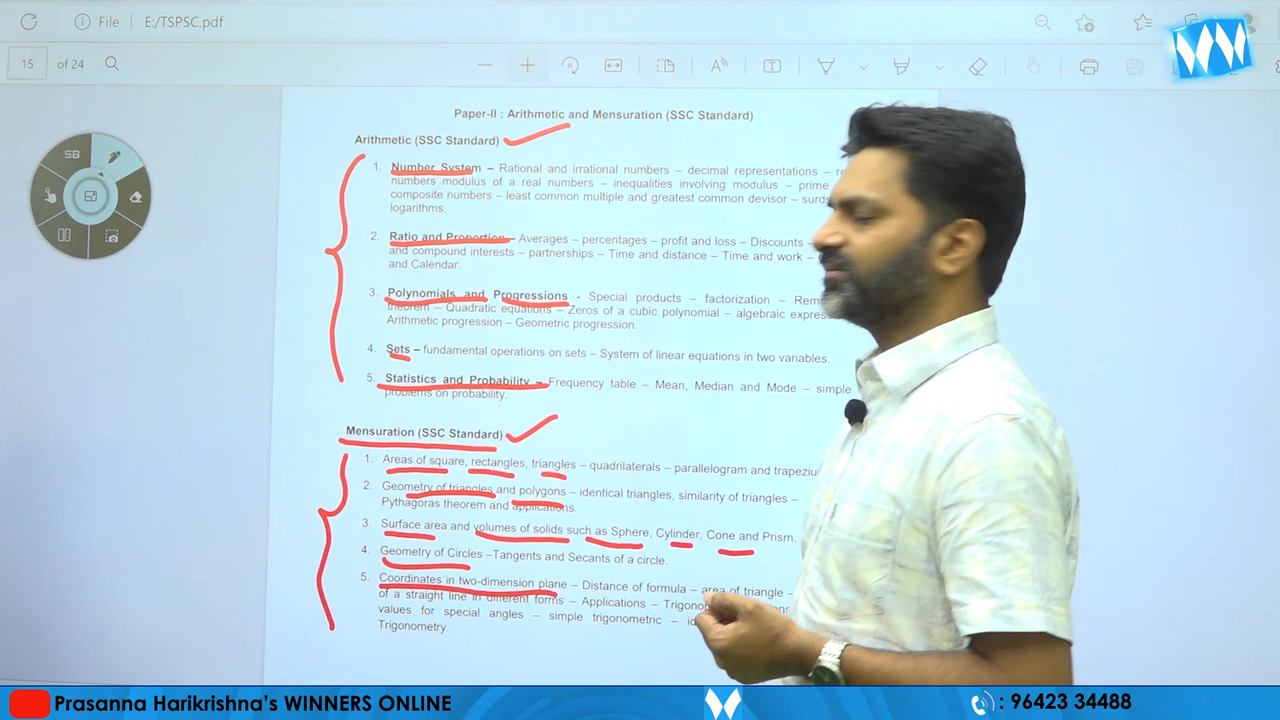 File E:/TSPSC.pdf
15 of 24
Paper-II : Arithmetic and Mensuration (SSC Standard)
Arithmetic (SSC Standard)
1. Number System – Rational and irrational numbers – decimal representations –
numbers modulus of a real numbers – inequalities involving modulus – prime
composite numbers – least common multiple and greatest common devisor – surds
logarithms.
2. Ratio and Proportion – Averages – percentages – profit and loss – Discounts –
and compound interests – partnerships – Time and distance – Time and work –
and Calendar.
3. Polynomials and Progressions - Special products – factorization –
theorem – Quadratic equations – Zeros of a cubic polynomial – algebraic
Arithmetic progression – Geometric progression.
4. Sets – fundamental operations on sets – System of linear equations in two variables.
5. Statistics and Probability – Frequency table – Mean, Median and Mode – simple
problems on probability.
Mensuration (SSC Standard)
1. Areas of square, rectangles, triangles – quadrilaterals – parallelogram and
2. Geometry of triangles and polygons – identical triangles, similarity of triangles –
Pythagoras theorem and applications.
3. Surface area and volumes of solids such as Sphere, Cylinder, Cone and Prism.
4. Geometry of Circles –Tangents and Secants of a circle.
5. Coordinates in two-dimension plane – Distance of formula – area of triangle –
of a straight line in different forms – Applications –
values for special angles – simple trigonometric –
Trigonometry.
SB
W
Prasanna Harikrishna's WINNERS ONLINE
: 96423 34488